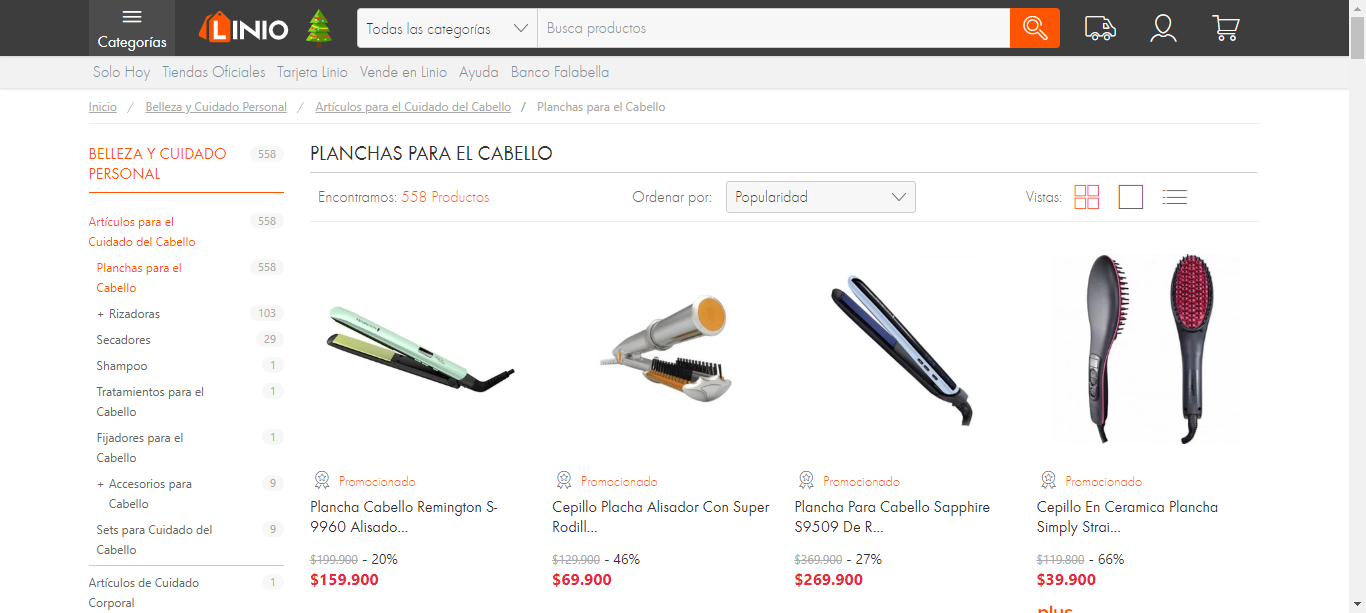 Categorías
LINIO
Todas las categorías
Busca productos
Solo Hoy Tiendas Oficiales Tarjeta Linio Vende en Linio Ayuda Banco Falabella
Inicio / Belleza y Cuidado Personal / Artículos para el Cuidado del Cabello / Planchas para el Cabello
BELLEZA Y CUIDADO 558
PERSONAL
Artículos para el 558
Cuidado del Cabello
Planchas para el 558
Cabello
+ Rizadoras 103
Secadores 29
Shampoo 1
Tratamientos para el 1
Cabello
Fijadores para el 1
Cabello
+ Accesorios para 9
Cabello
Sets para Cuidado del 9
Cabello
Artículos de Cuidado 1
Corporal
PLANCHAS PARA EL CABELLO
Encontramos: 558 Productos
Ordenar por: Popularidad
Vistas:
Promocionado
Plancha Cabello Remington S-
9960 Alisado...
$199.900 - 20%
$159.900
Promocionado
Cepillo Placha Alisador Con Super
Rodill...
$129.900 - 46%
$69.900
Promocionado
Plancha Para Cabello Sapphire
S9509 De R...
$369.900 - 27%
$269.900
Promocionado
Cepillo En Ceramica Plancha
Simply Strai...
$119.800 - 66%
$39.900
plus